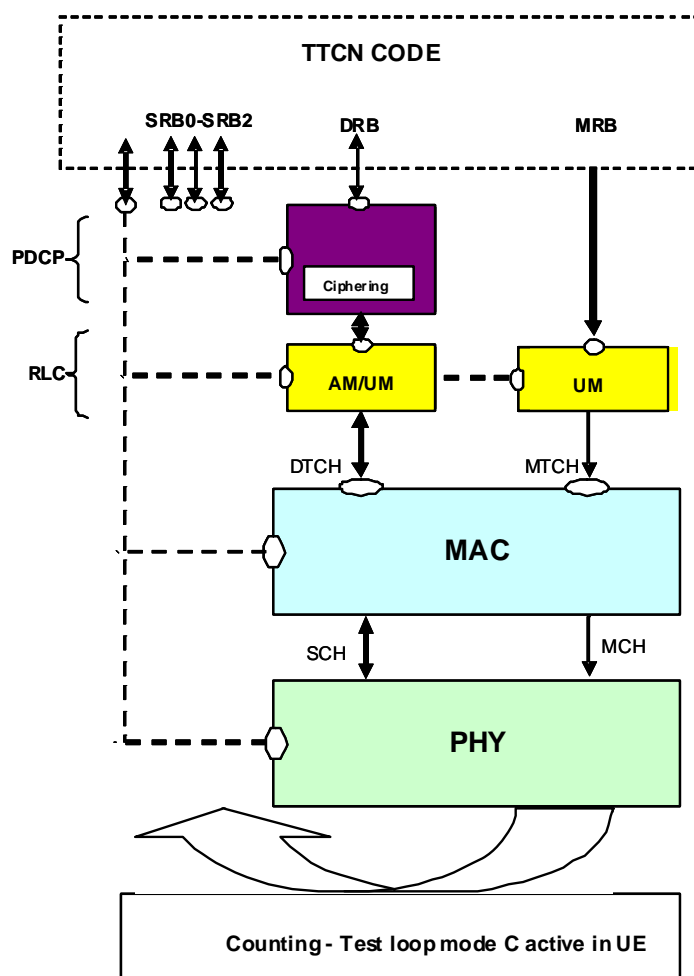 TTCN CODE
SRB0-SRB2
DRB
MRB
PDCP
Ciphering
RLC
AM/UM
UM
DTCH
MTCH
MAC
SCH
MCH
PHY
Counting - Test loop mode C active in UE